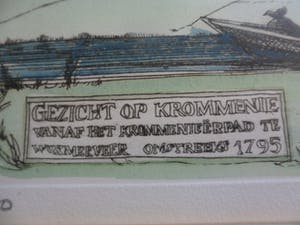 GEZICHT OP KROMMENIE
VANAF HET KROMMENIEËRPAD TE
WORMERVEER OMSTREEKS 1795